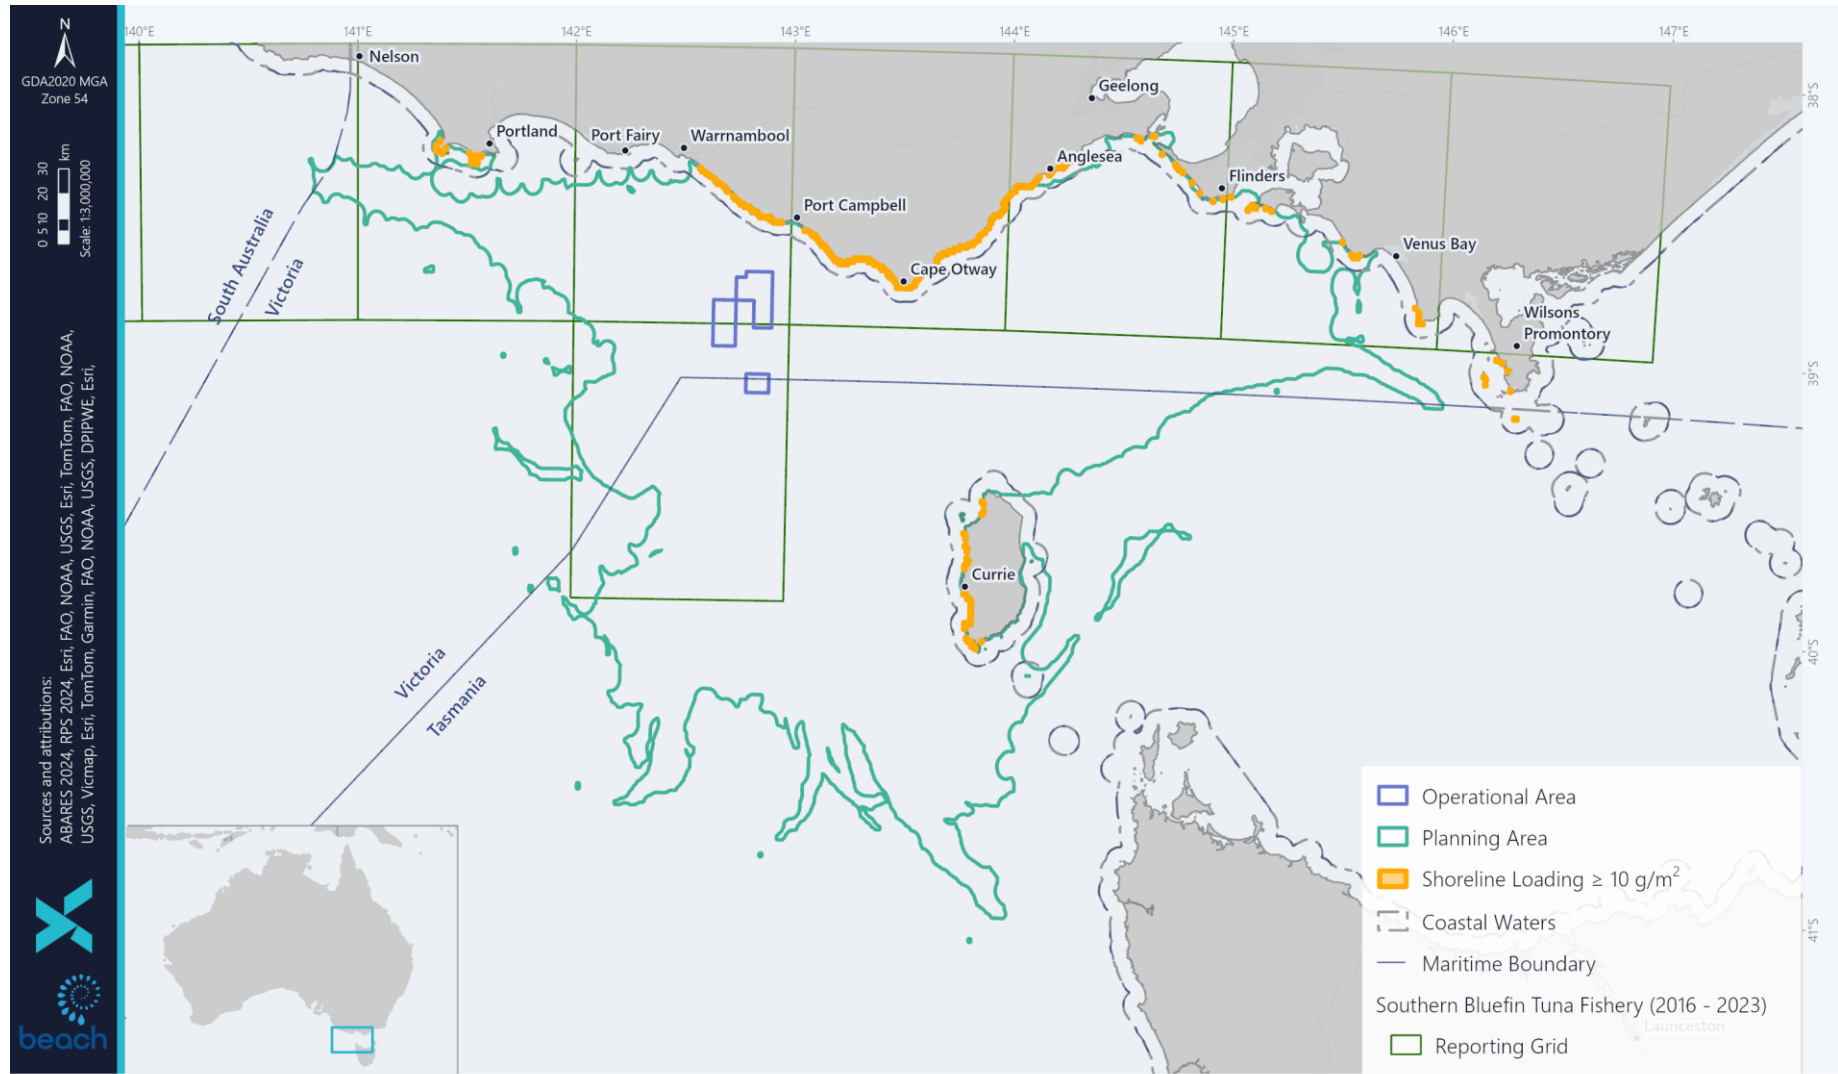 N
GDA2020 MGA
Zone 54
0 5 10 20 30
km
Scale: 1:3,000,000
Sources and attributions:
ABARES 2024, RPS 2024, Esri, FAO, NOAA, USGS, Esri, TomTom, FAO, NOAA,
USGS, Vicmap, Esri, TomTom, Garmin, FAO, NOAA, USGS, DPIPWE, Esri,
beach
140°E
141°E
142°E
143°E
144°E
145°E
146°E
147°E
38°S
39°S
40°S
41°S
Nelson
Portland
Port Fairy
Warrnambool
Port Campbell
Cape Otway
Geelong
Anglesea
Flinders
Venus Bay
Wilsons
Promontory
Currie
South Australia
Victoria
Victoria
Tasmania
Operational Area
Planning Area
Shoreline Loading ≥ 10 g/m²
Coastal Waters
Maritime Boundary
Southern Bluefin Tuna Fishery (2016 - 2023)
Launceston
Reporting Grid